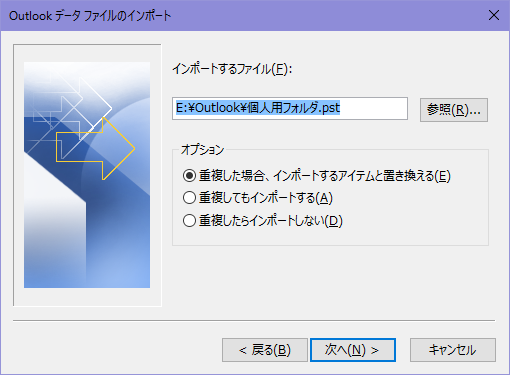 Outlook データ ファイルのインポート
インポートするファイル(F):
E:¥Outlook¥個人用フォルダ.pst
参照(R)...
オプション
重複した場合、インポートするアイテムと置き換える(E)
重複してもインポートする(A)
重複したらインポートしない(D)
< 戻る(B)
次へ(N) >
キャンセル